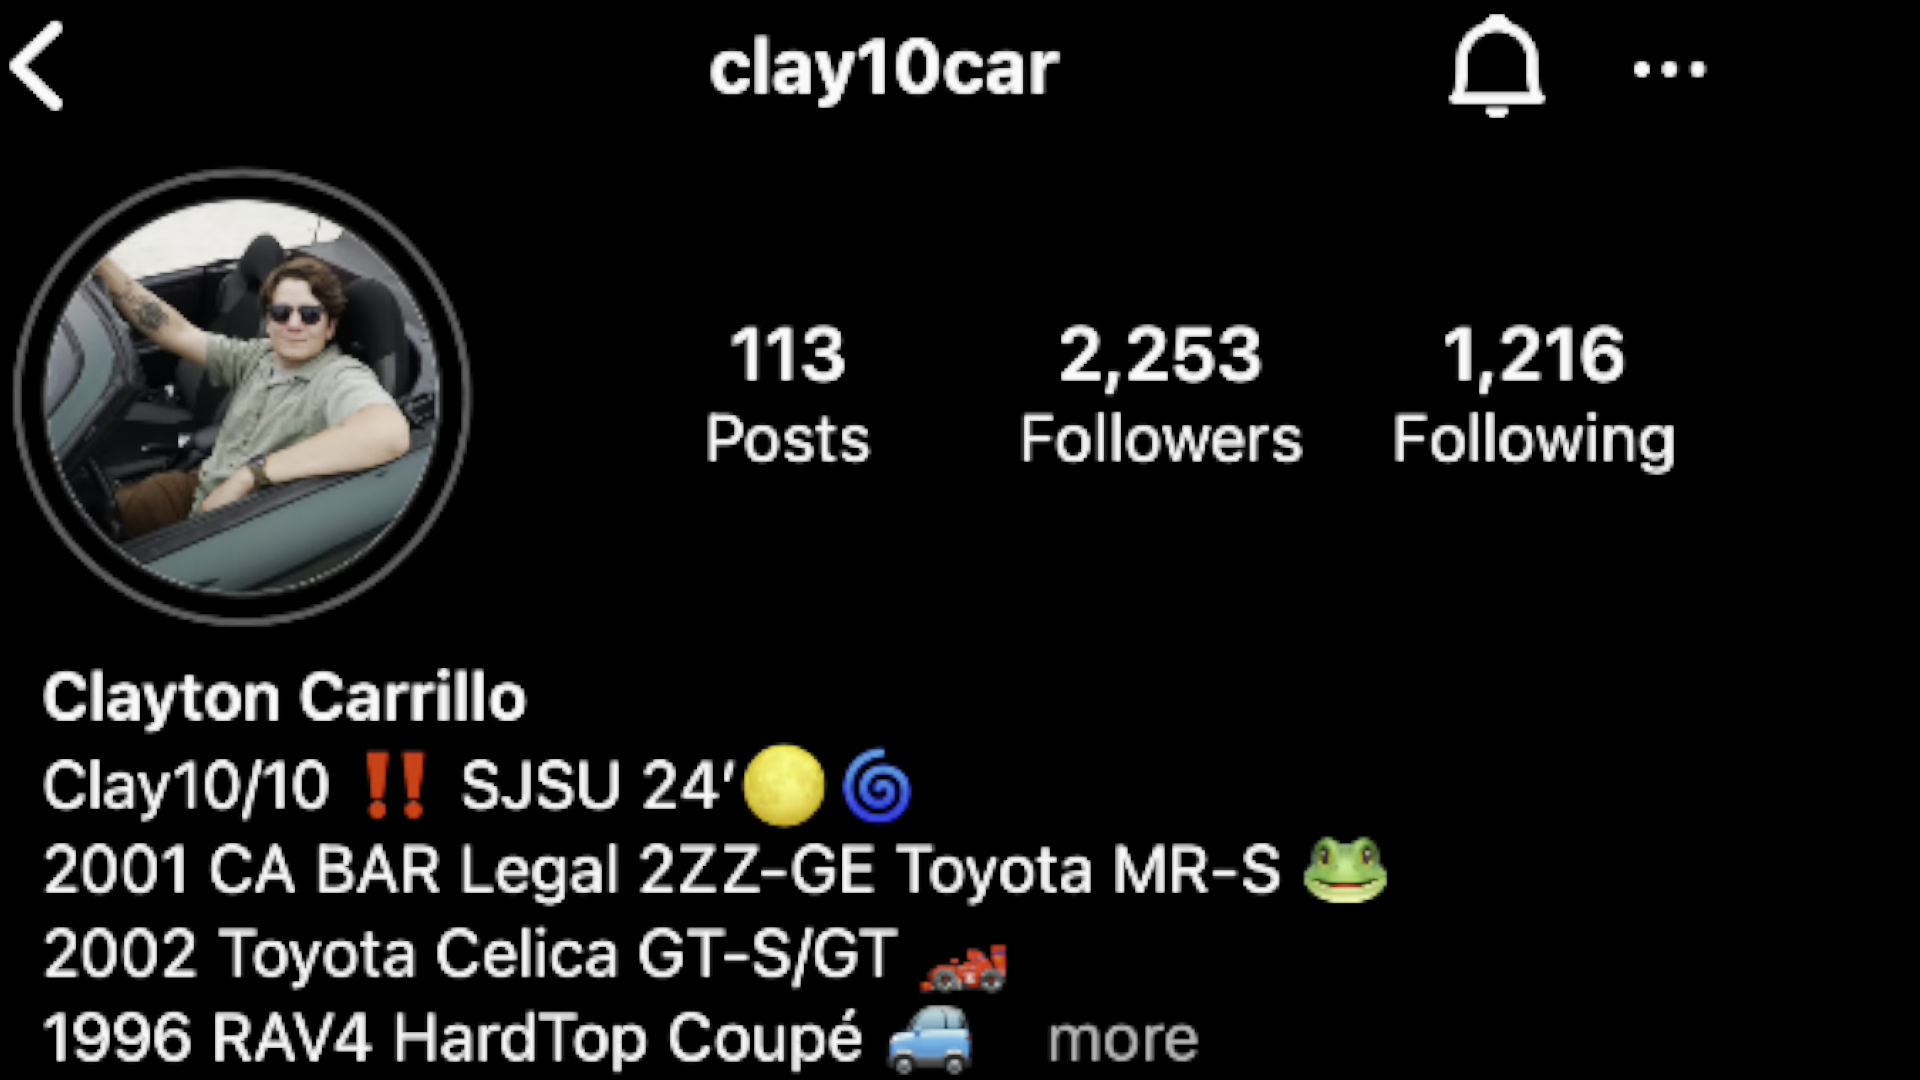 clay10car
113 2,253 1,216
Posts Followers Following
Clayton Carrillo
Clay10/10 ‼️ SJSU 24′🌕🌀
2001 CA BAR Legal 2ZZ-GE Toyota MR-S 🐸
2002 Toyota Celica GT-S/GT 🏎️
1996 RAV4 HardTop Coupé 🚙 more